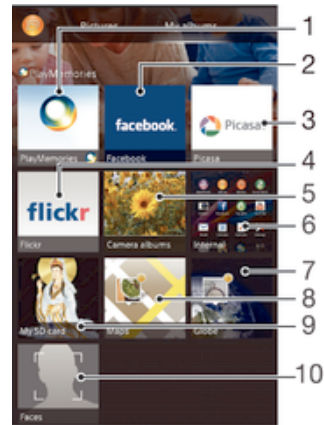 Pictures My albums
PlayMemories
facebook
Picasa
PlayMemories
Facebook
Picasa
flickr
Flickr
Camera albums
Internal
My SD card
Maps
Globe
Faces
1
2
3
4
5
6
7
8
9
10